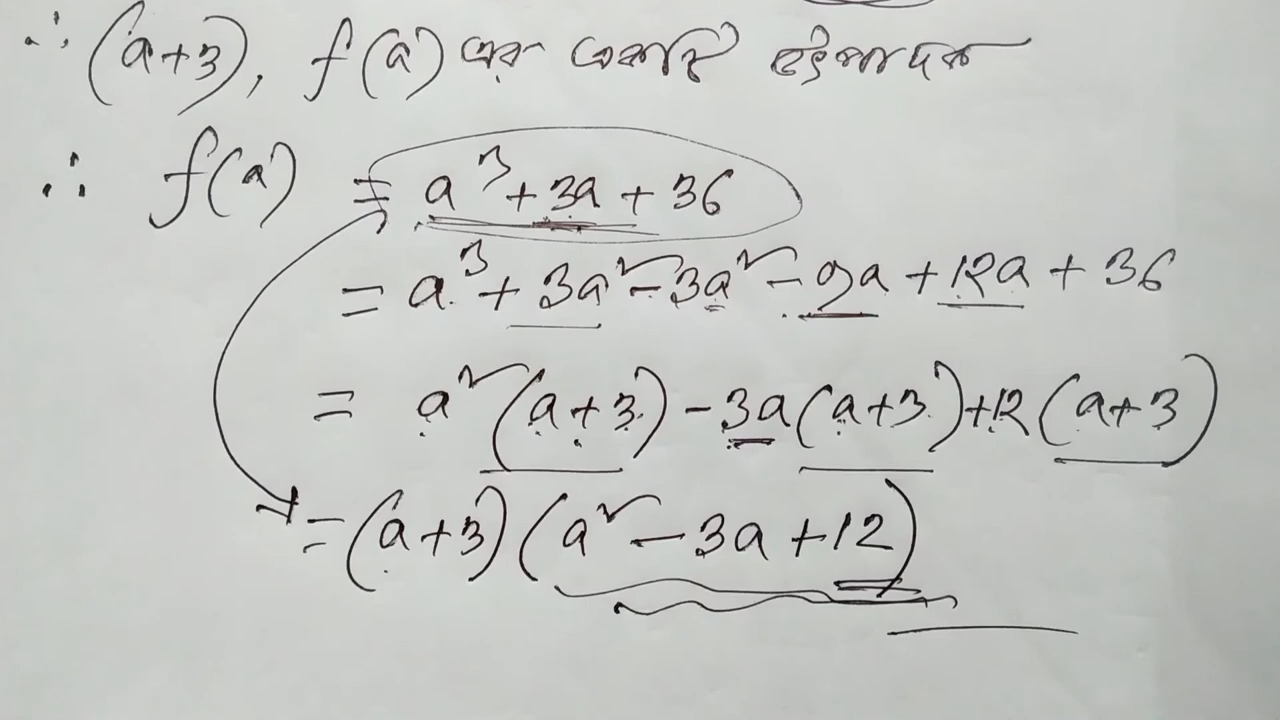 ∴ (a+3), f(a) এর একটি উৎপাদক
∴ f(a) = a³ + 3a + 36
= a³ + 3a² - 3a² - 9a + 12a + 36
= a² (a+3) - 3a (a+3) + 12 (a+3)
= (a+3) (a² - 3a + 12)